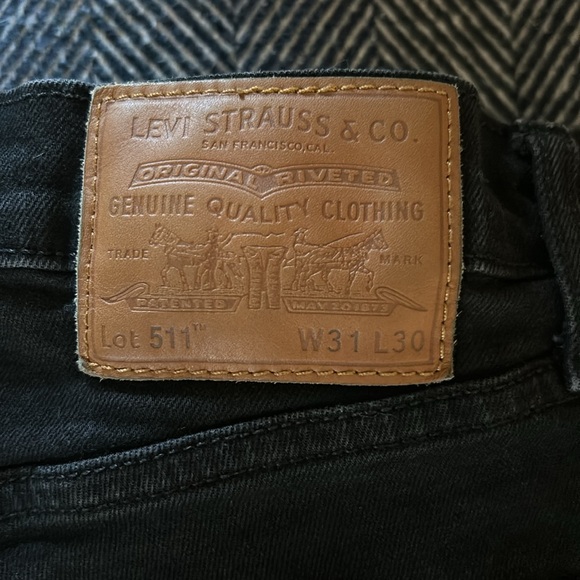 LEVI STRAUSS & CO.
SAN FRANCISCO, CAL.
ORIGINAL RIVETED
GENUINE QUALITY CLOTHING
TRADE MARK
PATENTED MAY 20 1873
Lot 511™ W31 L30